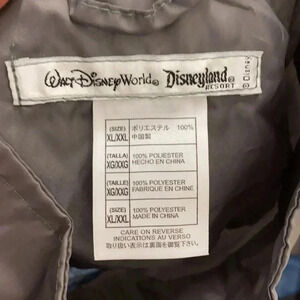 Walt Disney World® Disneyland®
RESORT
© Disney
(SIZE) ポリエステル 100%
XL/XXL 中国製
(TALLA) 100% POLIESTER
XG/XXG HECHO EN CHINA
(TAILLE) 100% POLYESTER
XG/XXG FABRIQUE EN CHINE
(SIZE) 100% POLYESTER
XL/XXL MADE IN CHINA
CARE ON REVERSE
INDICATIONS AU VERSO
取り扱い表示は裏面を御覧下さい。